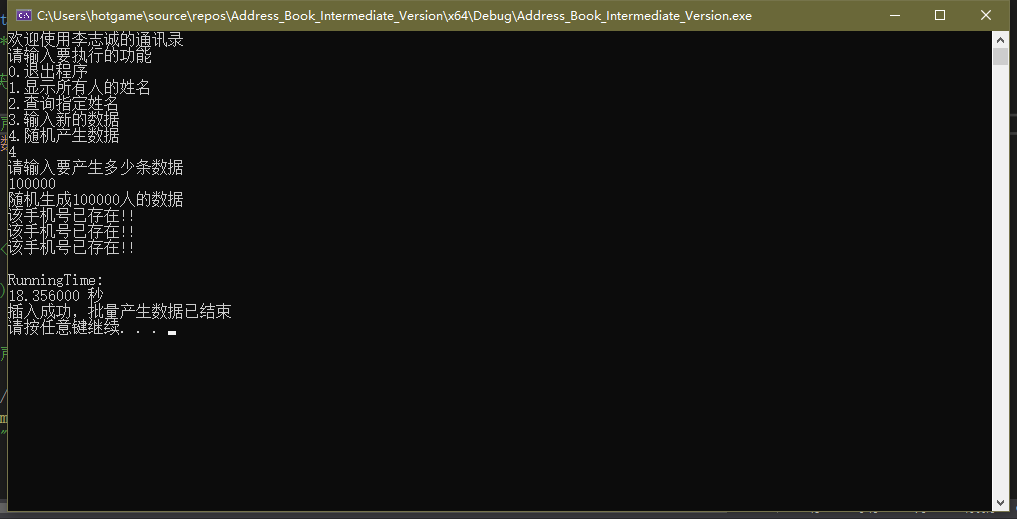 C:\Users\hotgame\source\repos\Address_Book_Intermediate_Version\x64\Debug\Address_Book_Intermediate_Version.exe
欢迎使用李志诚的通讯录
请输入要执行的功能
0.退出程序
1.显示所有人的姓名
2.查询指定姓名
3.输入新的数据
4.随机产生数据
4
请输入要产生多少条数据
100000
随机生成100000人的数据
该手机号已存在!!
该手机号已存在!!
该手机号已存在!!
RunningTime:
18.356000 秒
插入成功，批量产生数据已结束
请按任意键继续. . .